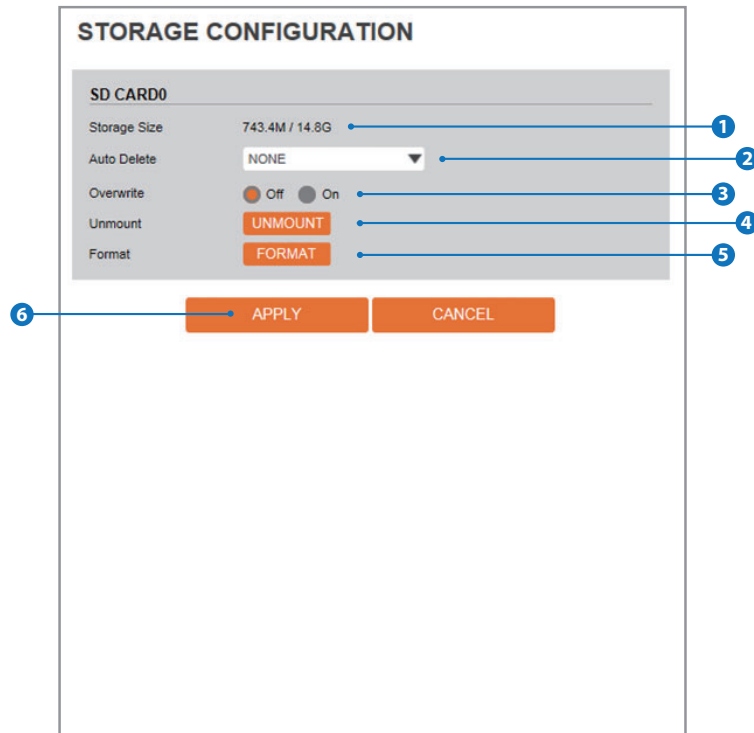 STORAGE CONFIGURATION
SD CARD0
Storage Size 743.4M / 14.8G 1
Auto Delete NONE 2
Overwrite Off On 3
Unmount UNMOUNT 4
Format FORMAT 5
6 APPLY CANCEL